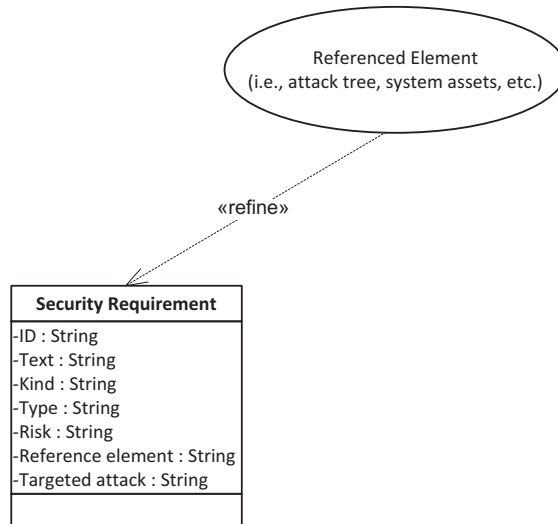 Referenced Element
(i.e., attack tree, system assets, etc.)
«refine»
Security Requirement
-ID : String
-Text : String
-Kind : String
-Type : String
-Risk : String
-Reference element : String
-Targeted attack : String